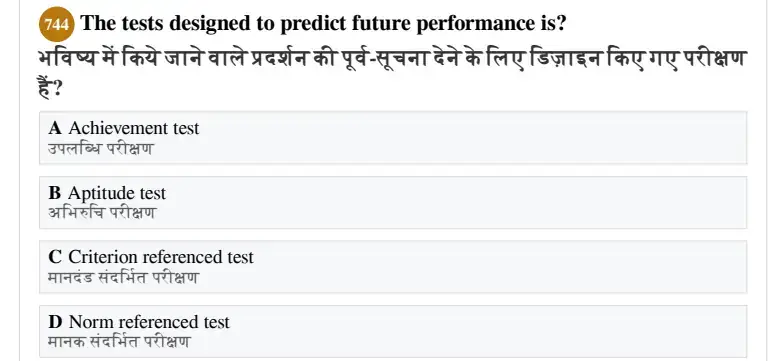 744 The tests designed to predict future performance is?
भविष्य में किये जाने वाले प्रदर्शन की पूर्व-सूचना देने के लिए डिज़ाइन किए गए परीक्षण
हैं?
A Achievement test
उपलब्धि परीक्षण
B Aptitude test
अभिरुचि परीक्षण
C Criterion referenced test
मानदंड संदर्भित परीक्षण
D Norm referenced test
मानक संदर्भित परीक्षण